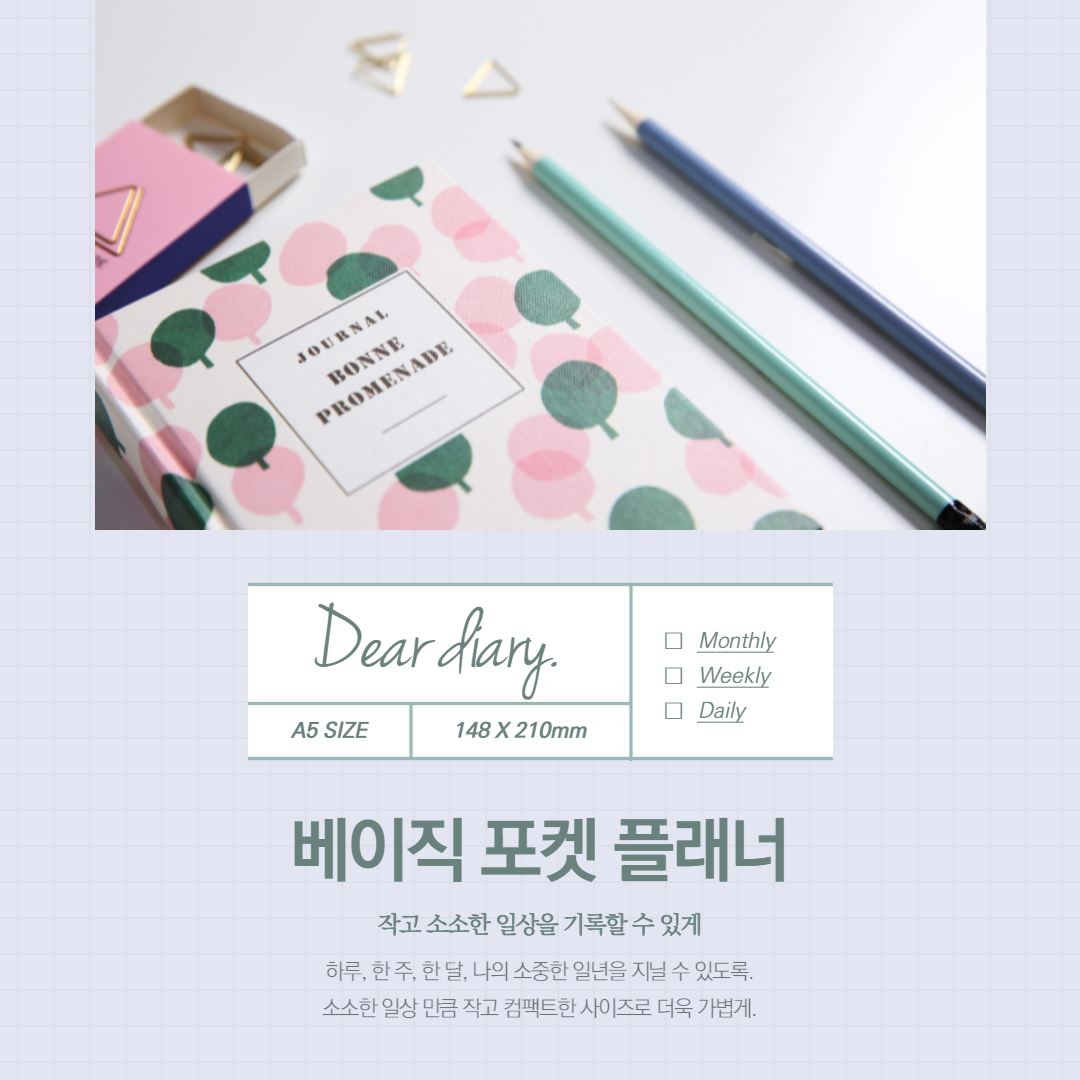 JOURNAL
BONNE
PROMENADE
Dear diary.
A5 SIZE
148 X 210mm
☐ Monthly
☐ Weekly
☐ Daily
베이직 포켓 플래너
작고 소소한 일상을 기록할 수 있게
하루, 한 주, 한 달, 나의 소중한 일년을 지닐 수 있도록.
소소한 일상 만큼 작고 컴팩트한 사이즈로 더욱 가볍게.